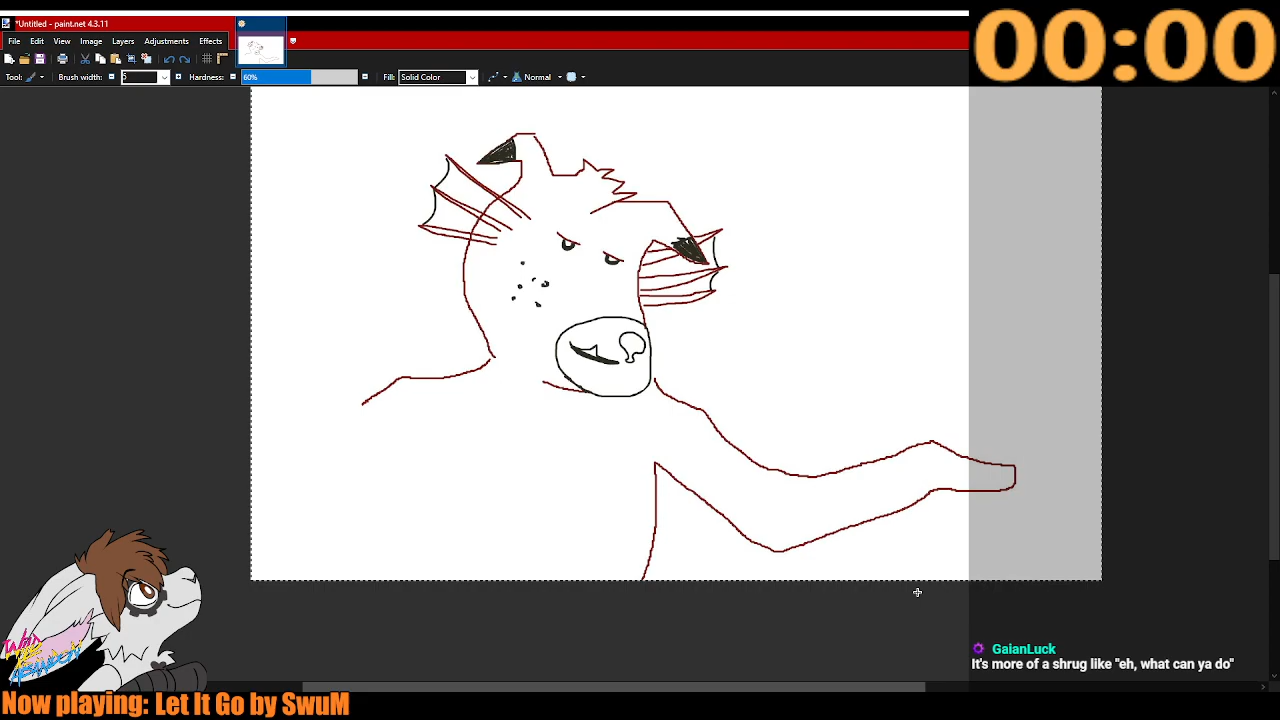 *Untitled - paint.net 4.3.11
00:00
File Edit View Image Layers Adjustments Effects
Tool: Brush width: 5 Hardness: 60% Fill: Solid Color Normal
GaianLuck
It's more of a shrug like "eh, what can ya do"
Now playing: Let It Go by SwuM